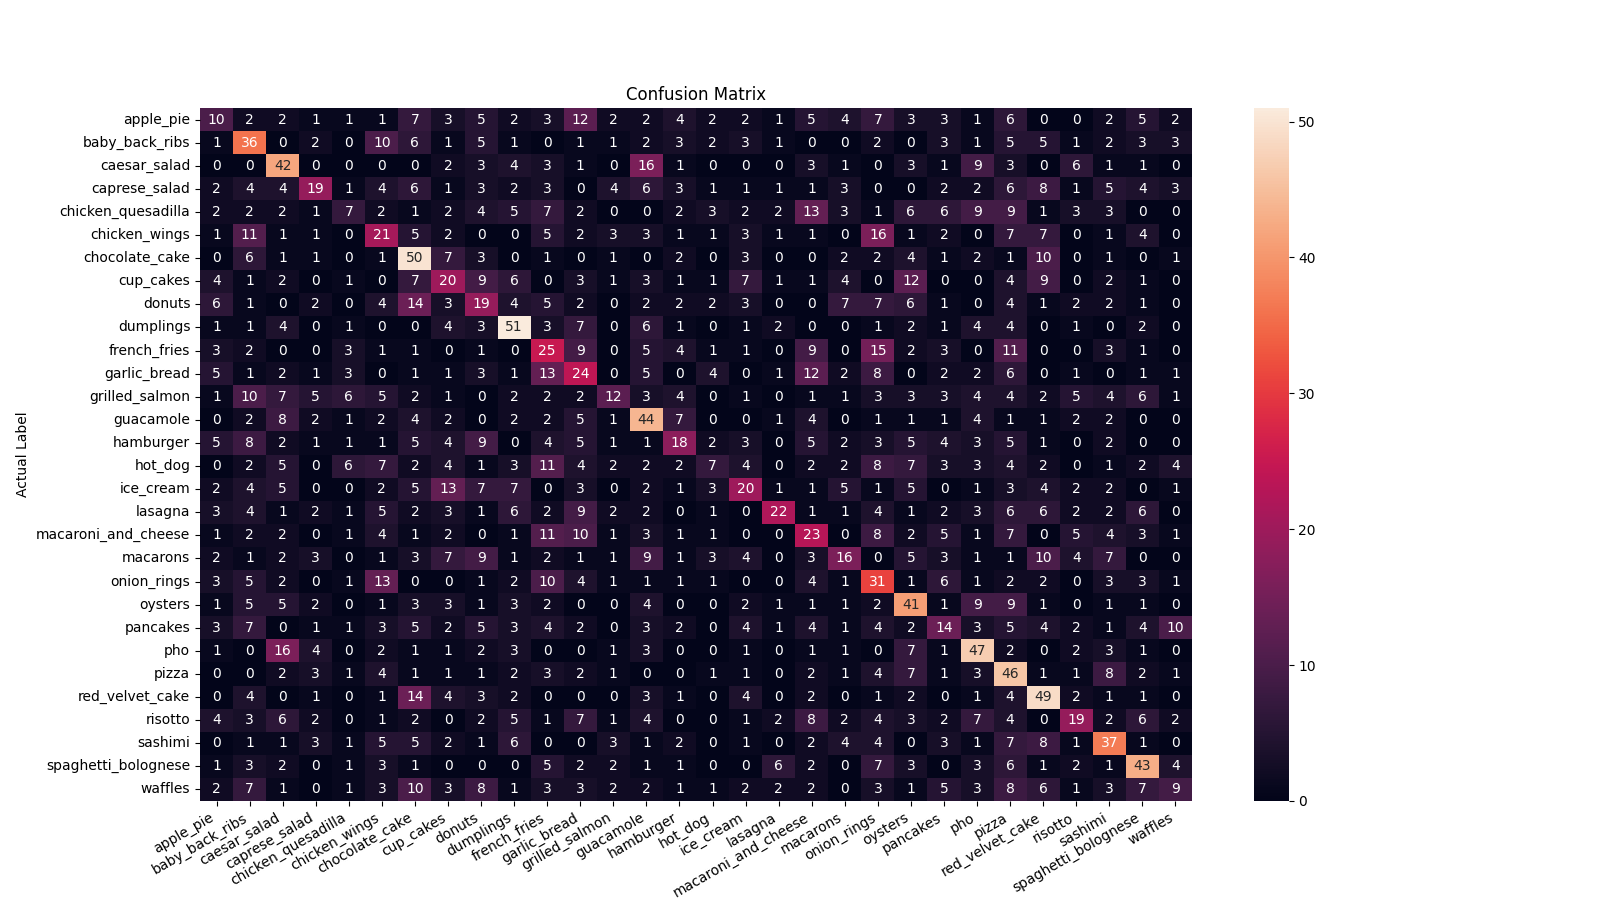 Confusion Matrix
apple_pie 10 2 2 1 1 1 7 3 5 2 3 12 2 2 4 2 2 1 5 4 7 3 3 1 6 0 0 2 5 2
baby_back_ribs 1 36 0 2 0 10 6 1 5 1 0 1 1 2 3 2 3 1 0 0 2 0 3 1 5 5 1 2 3 3
caesar_salad 0 0 42 0 0 0 0 2 3 4 3 1 0 16 1 0 0 0 3 1 0 3 1 9 3 0 6 1 1 0
caprese_salad 2 4 4 19 1 4 6 1 3 2 3 0 4 6 3 1 1 1 1 3 0 0 2 2 6 8 1 5 4 3
chicken_quesadilla 2 2 2 1 7 2 1 2 4 5 7 2 0 0 2 3 2 2 13 3 1 6 6 9 9 1 3 3 0 0
chicken_wings 1 11 1 1 0 21 5 2 0 0 5 2 3 3 1 1 3 1 1 0 16 1 2 0 7 7 0 1 4 0
chocolate_cake 0 6 1 1 0 1 50 7 3 0 1 0 1 0 2 0 3 0 0 2 2 4 1 2 1 10 0 1 0 1
cup_cakes 4 1 2 0 1 0 7 20 9 6 0 3 1 3 1 1 7 1 1 4 0 12 0 0 4 9 0 2 1 0
donuts 6 1 0 2 0 4 14 3 19 4 5 2 0 2 2 2 3 0 0 7 7 6 1 0 4 1 2 2 1 0
dumplings 1 1 4 0 1 0 0 4 3 51 3 7 0 6 1 0 1 2 0 0 1 2 1 4 4 0 1 0 2 0
french_fries 3 2 0 0 3 1 1 0 1 0 25 9 0 5 4 1 1 0 9 0 15 2 3 0 11 0 0 3 1 0
garlic_bread 5 1 2 1 3 0 1 1 3 1 13 24 0 5 0 4 0 1 12 2 8 0 2 2 6 0 1 0 1 1
grilled_salmon 1 10 7 5 6 5 2 1 0 2 2 2 12 3 4 0 1 0 1 1 3 3 3 4 4 2 5 4 6 1
guacamole 0 2 8 2 1 2 4 2 0 2 2 5 1 44 7 0 0 1 4 0 1 1 1 4 1 1 2 2 0 0
hamburger 5 8 2 1 1 1 5 4 9 0 4 5 1 1 18 2 3 0 5 2 3 5 4 3 5 1 0 2 0 0
hot_dog 0 2 5 0 6 7 2 4 1 3 11 4 2 2 2 7 4 0 2 2 8 7 3 3 4 2 0 1 2 4
ice_cream 2 4 5 0 0 2 5 13 7 7 0 3 0 2 1 3 20 1 1 5 1 5 0 1 3 4 2 2 0 1
lasagna 3 4 1 2 1 5 2 3 1 6 2 9 2 2 0 1 0 22 1 1 4 1 2 3 6 6 2 2 6 0
macaroni_and_cheese 1 2 2 0 1 4 1 2 0 1 11 10 1 3 1 1 0 0 23 0 8 2 5 1 7 0 5 4 3 1
macarons 2 1 2 3 0 1 3 7 9 1 2 1 1 9 1 3 4 0 3 16 0 5 3 1 1 10 4 7 0 0
onion_rings 3 5 2 0 1 13 0 0 1 2 10 4 1 1 1 1 0 0 4 1 31 1 6 1 2 2 0 3 3 1
oysters 1 5 5 2 0 1 3 3 1 3 2 0 0 4 0 0 2 1 1 1 2 41 1 9 9 1 0 1 1 0
pancakes 3 7 0 1 1 3 5 2 5 3 4 2 0 3 2 0 4 1 4 1 4 2 14 3 5 4 2 1 4 10
pho 1 0 16 4 0 2 1 1 2 3 0 0 1 3 0 0 1 0 1 1 0 7 1 47 2 0 2 3 1 0
pizza 0 0 2 3 1 4 1 1 1 2 3 2 1 0 0 1 1 0 2 1 4 7 1 3 46 1 1 8 2 1
red_velvet_cake 0 4 0 1 0 1 14 4 3 2 0 0 0 3 1 0 4 0 2 0 1 2 0 1 4 49 2 1 1 0
risotto 4 3 6 2 0 1 2 0 2 5 1 7 1 4 0 0 1 2 8 2 4 3 2 7 4 0 19 2 6 2
sashimi 0 1 1 3 1 5 5 2 1 6 0 0 3 1 2 0 1 0 2 4 4 0 3 1 7 8 1 37 1 0
spaghetti_bolognese 1 3 2 0 1 3 1 0 0 0 5 2 2 1 1 0 0 6 2 0 7 3 0 3 6 1 2 1 43 4
waffles 2 7 1 0 1 3 10 3 8 1 3 3 2 2 1 1 2 2 2 0 3 1 5 3 8 6 1 3 7 9
Actual Label
apple_pie
baby_back_ribs
caesar_salad
caprese_salad
chicken_quesadilla
chicken_wings
chocolate_cake
cup_cakes
donuts
dumplings
french_fries
garlic_bread
grilled_salmon
guacamole
hamburger
hot_dog
ice_cream
lasagna
macaroni_and_cheese
macarons
onion_rings
oysters
pancakes
pho
pizza
red_velvet_cake
risotto
sashimi
spaghetti_bolognese
waffles
50
40
30
20
10
0